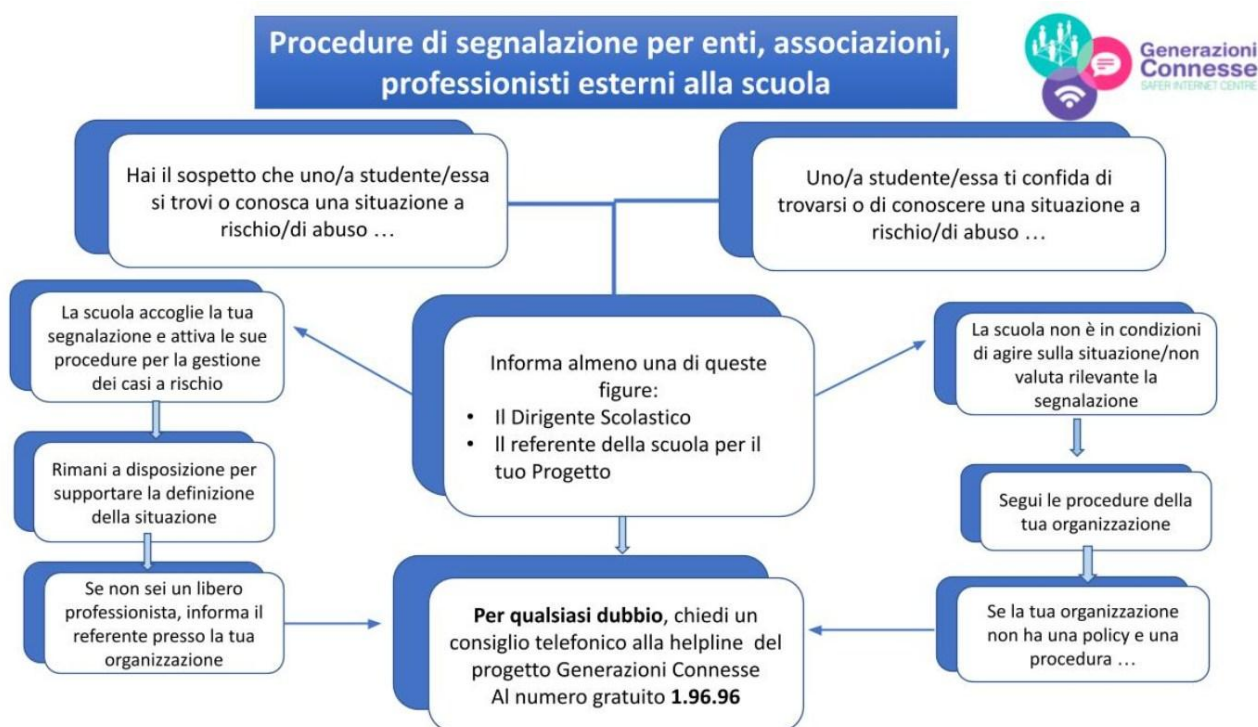 Procedure di segnalazione per enti, associazioni,
professionisti esterni alla scuola
Generazioni
Connesse
SAFER INTERNET CENTRE
Hai il sospetto che uno/a studente/essa
si trovi o conosca una situazione a
rischio/di abuso …
Uno/a studente/essa ti confida di
trovarsi o di conoscere una situazione a
rischio/di abuso …
La scuola accoglie la tua
segnalazione e attiva le sue
procedure per la gestione
dei casi a rischio
Informa almeno una di queste
figure:
• Il Dirigente Scolastico
• Il referente della scuola per il
tuo Progetto
La scuola non è in condizioni
di agire sulla situazione/non
valuta rilevante la
segnalazione
Rimani a disposizione per
supportare la definizione
della situazione
Segui le procedure della
tua organizzazione
Se non sei un libero
professionista, informa il
referente presso la tua
organizzazione
Per qualsiasi dubbio, chiedi un
consiglio telefonico alla helpline del
progetto Generazioni Connesse
Al numero gratuito 1.96.96
Se la tua organizzazione
non ha una policy e una
procedura …